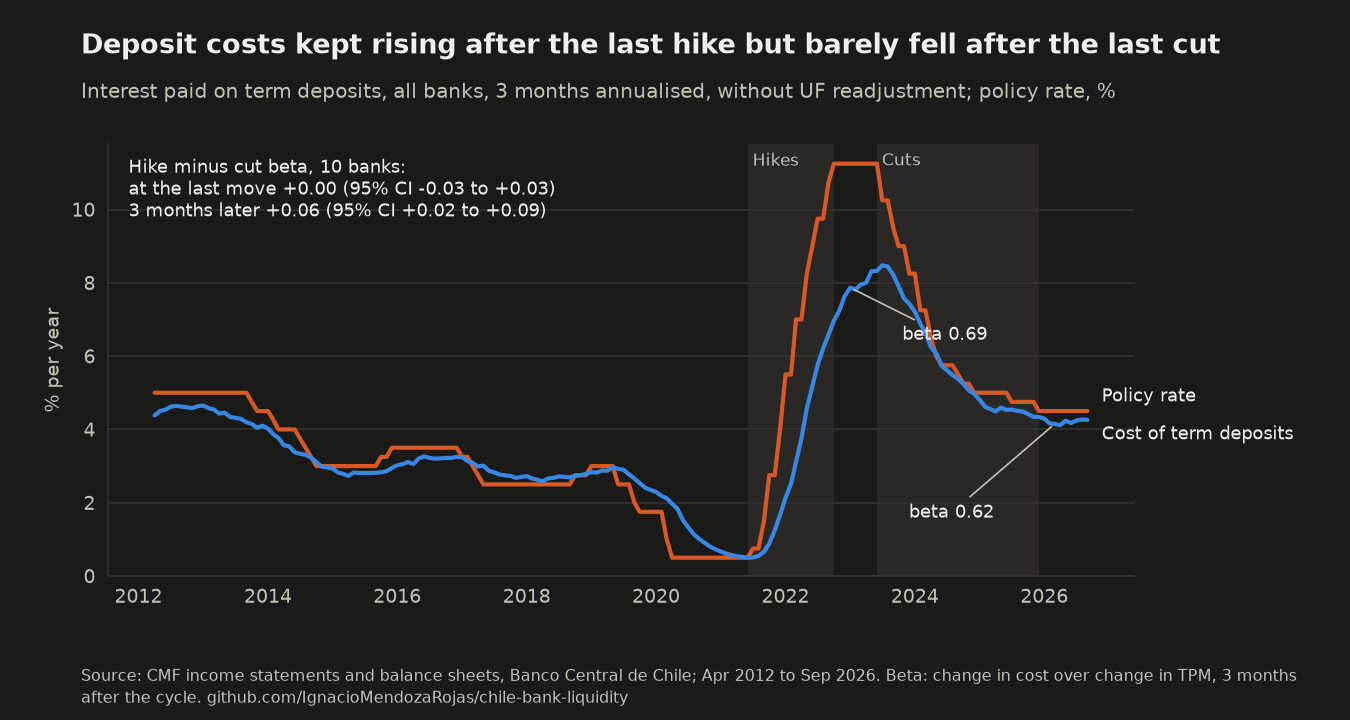 Deposit costs kept rising after the last hike but barely fell after the last cut
Interest paid on term deposits, all banks, 3 months annualised, without UF readjustment; policy rate, %
Hike minus cut beta, 10 banks:
at the last move +0.00 (95% CI -0.03 to +0.03)
3 months later +0.06 (95% CI +0.02 to +0.09)
Hikes
Cuts
% per year
10
8
6
4
2
0
beta 0.69
beta 0.62
Policy rate
Cost of term deposits
2012
2014
2016
2018
2020
2022
2024
2026
Source: CMF income statements and balance sheets, Banco Central de Chile; Apr 2012 to Sep 2026. Beta: change in cost over change in TPM, 3 months
after the cycle. github.com/IgnacioMendozaRojas/chile-bank-liquidity